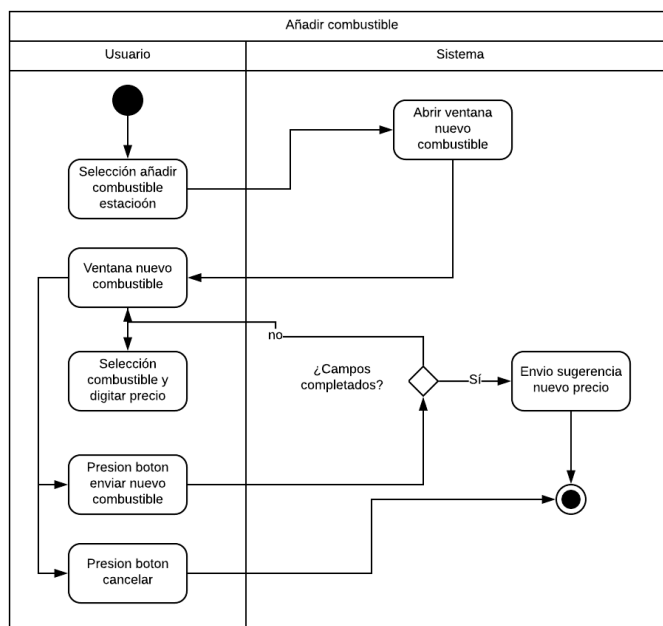 Añadir combustible
Usuario
Sistema
Abrir ventana
nuevo
combustible
Selección añadir
combustible
estacioón
Ventana nuevo
combustible
no
Selección
combustible y
digitar precio
¿Campos
completados?
Sí
Envio sugerencia
nuevo precio
Presion boton
enviar nuevo
combustible
Presion boton
cancelar